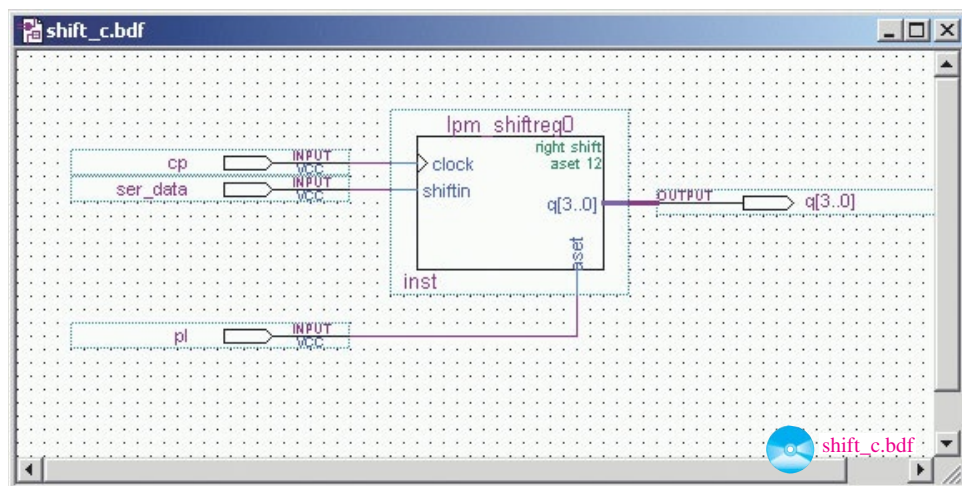 shift_c.bdf
lpm_shiftreg0
right shift
aset 12
cp INPUT VCC
clock
ser_data INPUT VCC
shiftin
q[3..0]
OUTPUT q[3..0]
aset
inst
pl INPUT VCC
shift_c.bdf